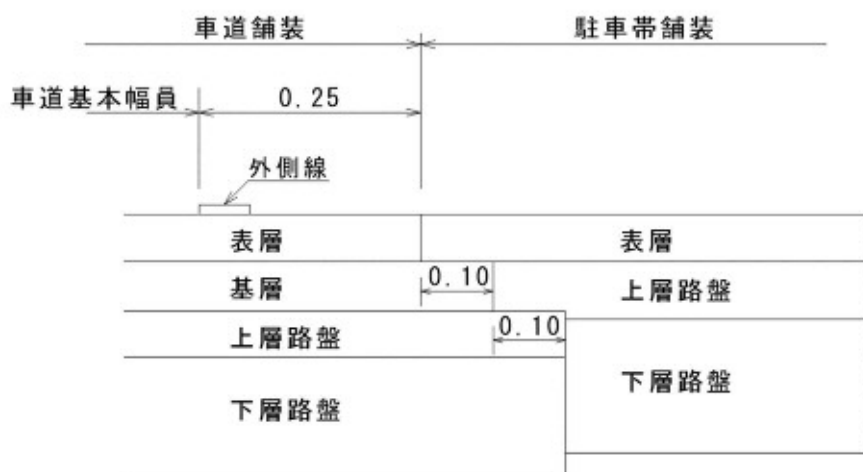 車道舗装 駐車帯舗装
車道基本幅員 0.25
外側線
表層 表層
0.10
基層 上層路盤
0.10
上層路盤
下層路盤
下層路盤